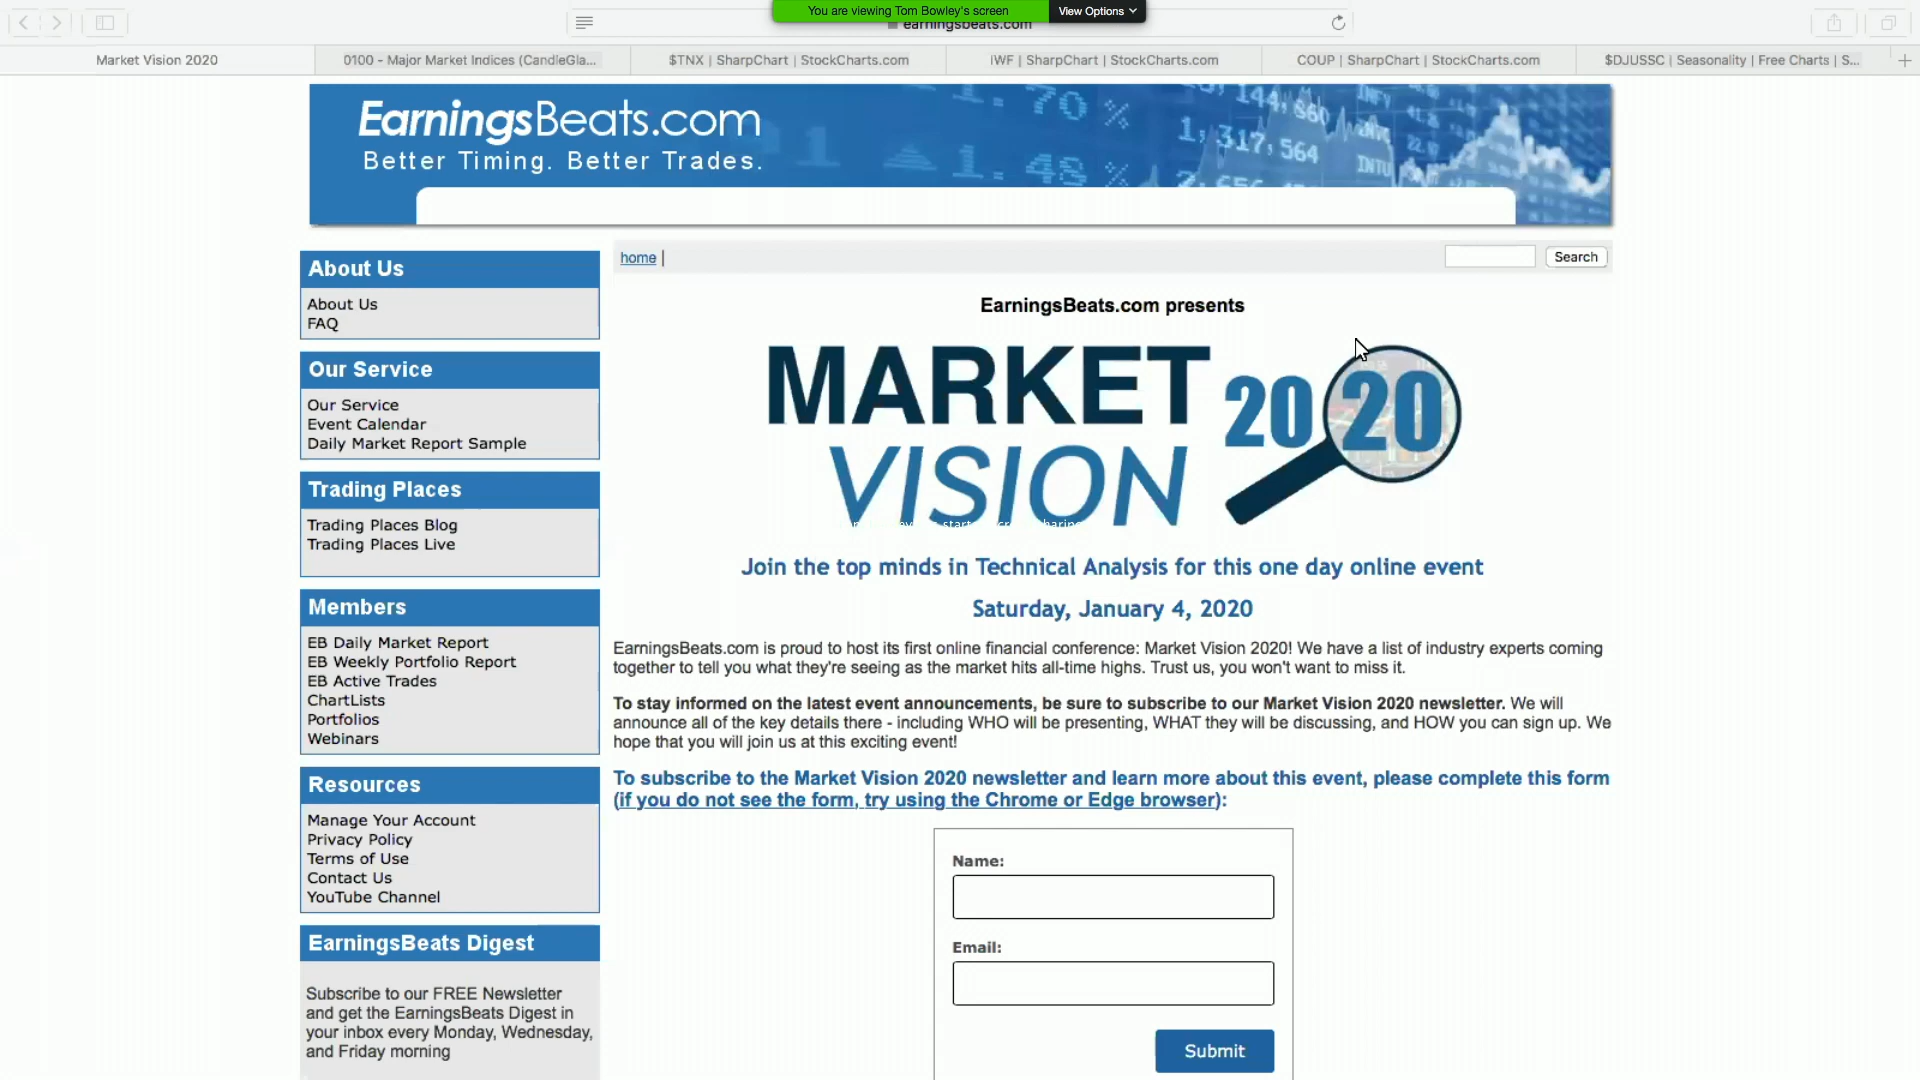 You are viewing Tom Bowley's screen
View Options
earningsbeats.com
Market Vision 2020
0100 - Major Market Indices (CandleGla...
$TNX | SharpChart | StockCharts.com
IWF | SharpChart | StockCharts.com
COUP | SharpChart | StockCharts.com
$DJUSSC | Seasonality | Free Charts | S...
EarningsBeats.com
Better Timing. Better Trades.
1. 70 %
1. 48 %
144,860
1,317,564
INTU
22.97
home |
Search
About Us
About Us
FAQ
Our Service
Our Service
Event Calendar
Daily Market Report Sample
Trading Places
Trading Places Blog
Trading Places Live
Members
EB Daily Market Report
EB Weekly Portfolio Report
EB Active Trades
ChartLists
Portfolios
Webinars
Resources
Manage Your Account
Privacy Policy
Terms of Use
Contact Us
YouTube Channel
EarningsBeats Digest
Subscribe to our FREE Newsletter
and get the EarningsBeats Digest in
your inbox every Monday, Wednesday,
and Friday morning
EarningsBeats.com presents
MARKET
VISION
2020
Join the top minds in Technical Analysis for this one day online event
Saturday, January 4, 2020
EarningsBeats.com is proud to host its first online financial conference: Market Vision 2020! We have a list of industry experts coming
together to tell you what they're seeing as the market hits all-time highs. Trust us, you won't want to miss it.
To stay informed on the latest event announcements, be sure to subscribe to our Market Vision 2020 newsletter. We will
announce all of the key details there - including WHO will be presenting, WHAT they will be discussing, and HOW you can sign up. We
hope that you will join us at this exciting event!
To subscribe to the Market Vision 2020 newsletter and learn more about this event, please complete this form
(if you do not see the form, try using the Chrome or Edge browser):
Name:
Email:
Submit